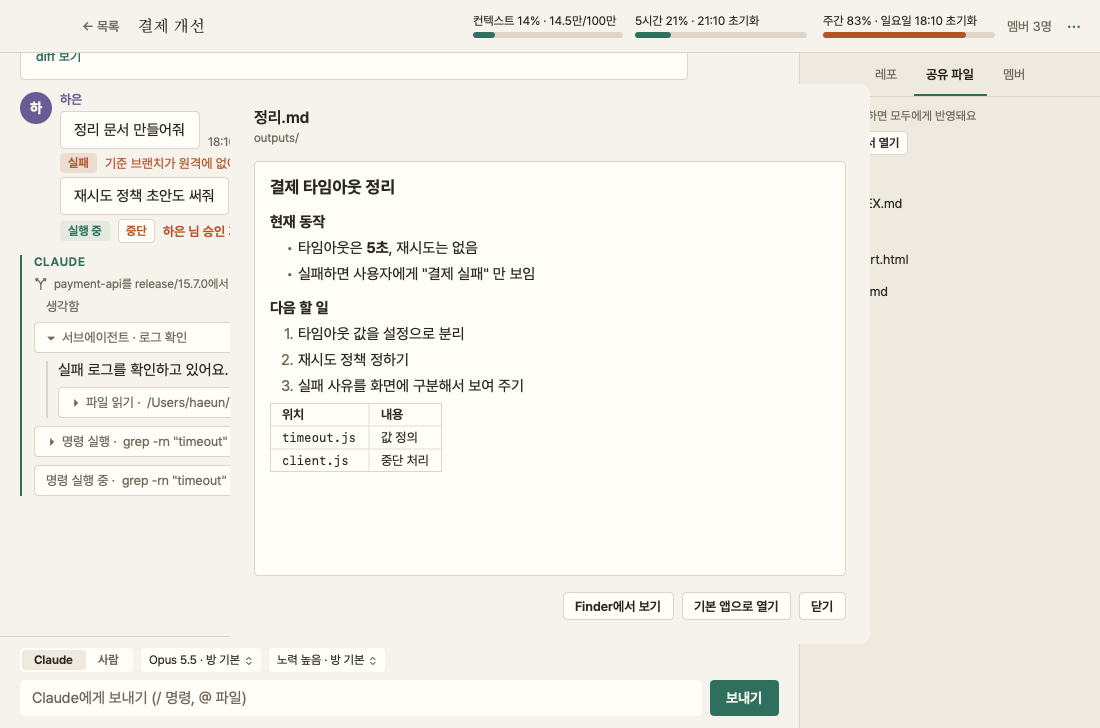 ← 목록
결제 개선
컨텍스트 14% · 14.5만/100만
5시간 21% · 21:10 초기화
주간 83% · 일요일 18:10 초기화
멤버 3명
diff 보기
하
하은
정리 문서 만들어줘
실패
기준 브랜치가 원격에
재시도 정책 초안도 써줘
실행 중
중단
하은 님 승인
CLAUDE
payment-api를 release/15.7.0에서
생각함
서브에이전트 · 로그 확인
실패 로그를 확인하고 있어요.
파일 읽기 · /Users/haeun/
명령 실행 · grep -rn "timeout"
명령 실행 중 · grep -rn "timeout"
정리.md
outputs/
결제 타임아웃 정리
현재 동작
• 타임아웃은 5초, 재시도는 없음
• 실패하면 사용자에게 "결제 실패" 만 보임
다음 할 일
1. 타임아웃 값을 설정으로 분리
2. 재시도 정책 정하기
3. 실패 사유를 화면에 구분해서 보여 주기
위치 내용
timeout.js 값 정의
client.js 중단 처리
Finder에서 보기
기본 앱으로 열기
닫기
레포
공유 파일
멤버
하면 모두에게 반영돼요
열기
EX.md
rt.html
md
Claude
사람
Opus 5.5 · 방 기본
노력 높음 · 방 기본
Claude에게 보내기 (/ 명령, @ 파일)
보내기